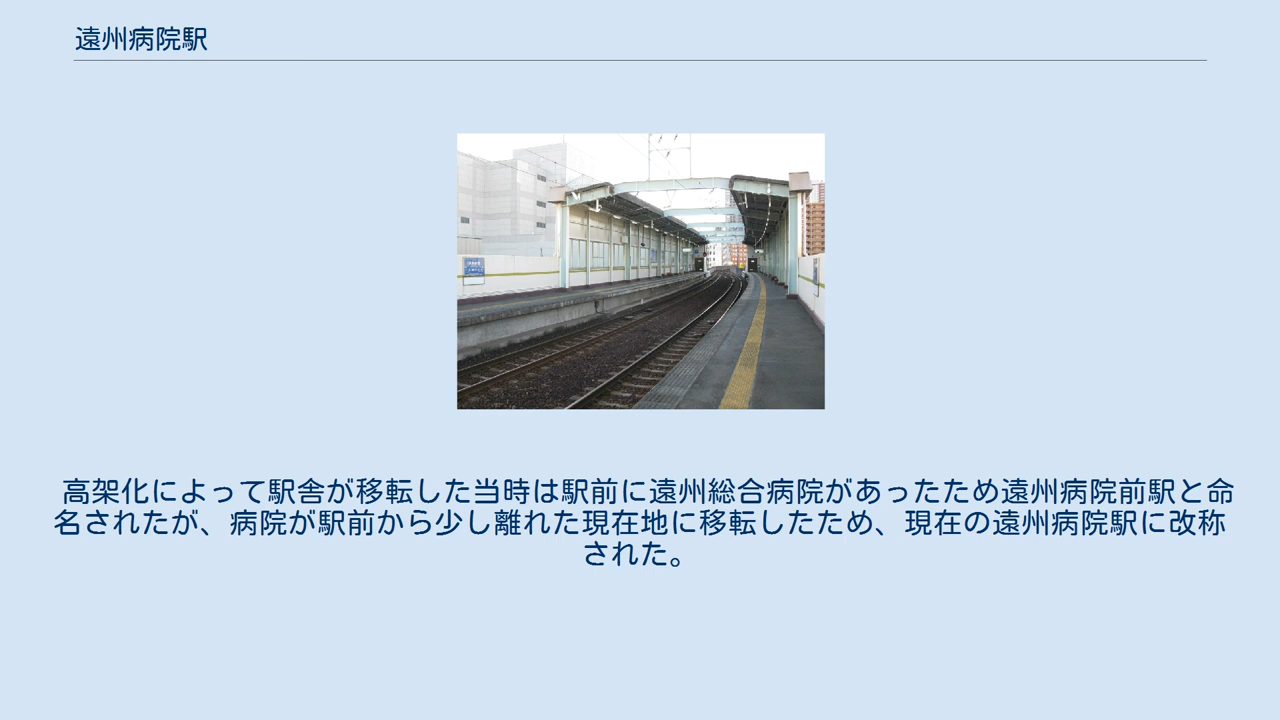 遠州病院駅
高架化によって駅舎が移転した当時は駅前に遠州総合病院があったため遠州病院前駅と命
名されたが、病院が駅前から少し離れた現在地に移転したため、現在の遠州病院駅に改称
された。